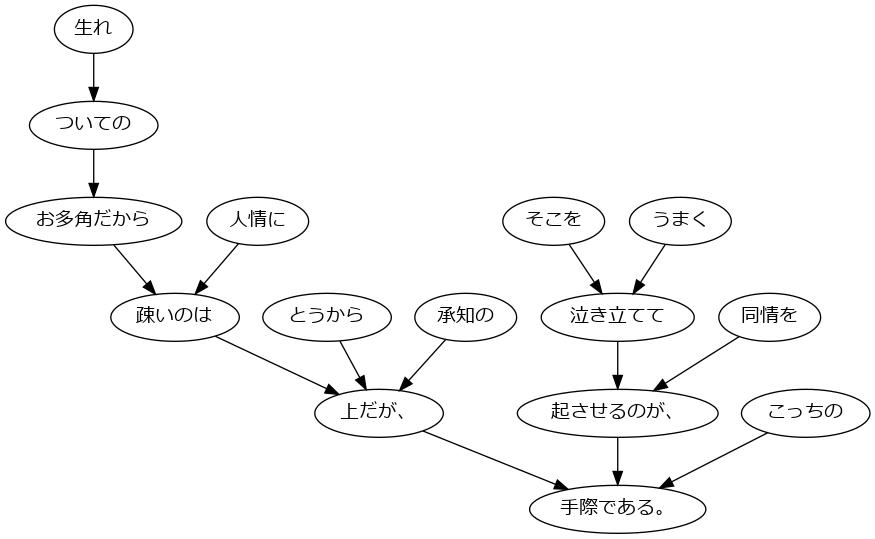 生れ
ついての
お多角だから
人情に
そこを
うまく
疎いのは
とうから
承知の
泣き立てて
同情を
上だが、
起させるのが、
こっちの
手際である。